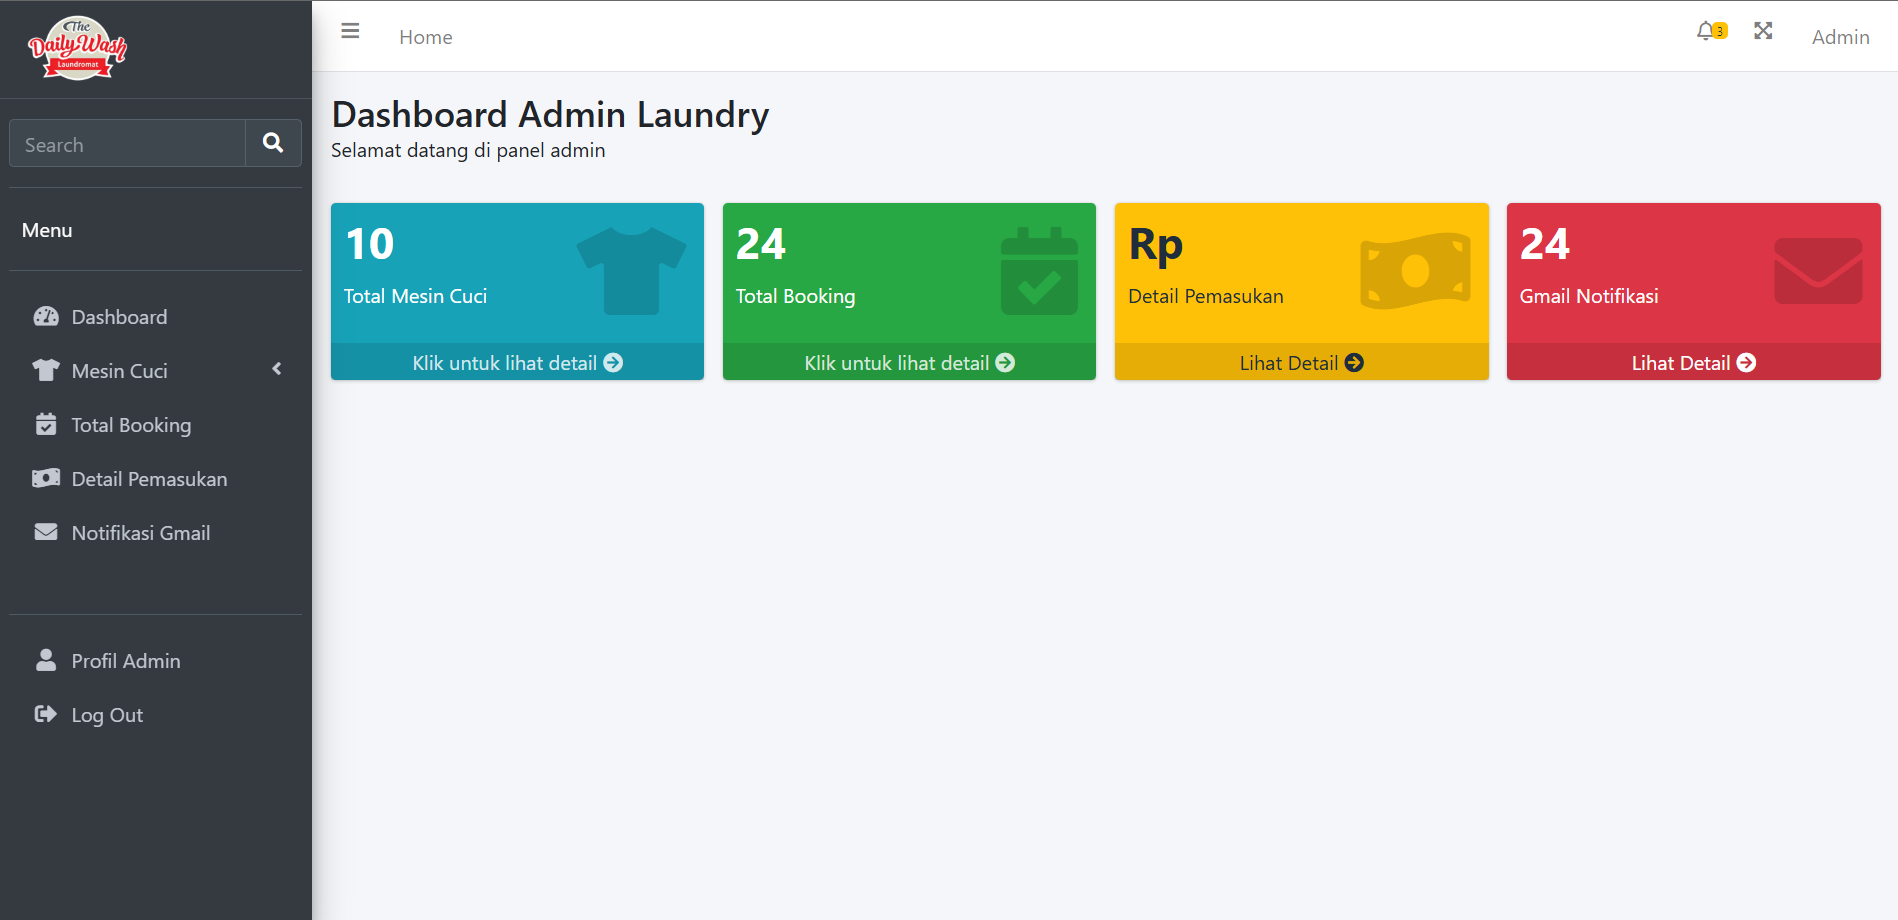 The
Daily Wash
Laundromat
Search
Menu
Dashboard
Mesin Cuci
Total Booking
Detail Pemasukan
Notifikasi Gmail
Profil Admin
Log Out
Home
3
Admin
Dashboard Admin Laundry
Selamat datang di panel admin
10
Total Mesin Cuci
Klik untuk lihat detail
24
Total Booking
Klik untuk lihat detail
Rp
Detail Pemasukan
Lihat Detail
24
Gmail Notifikasi
Lihat Detail